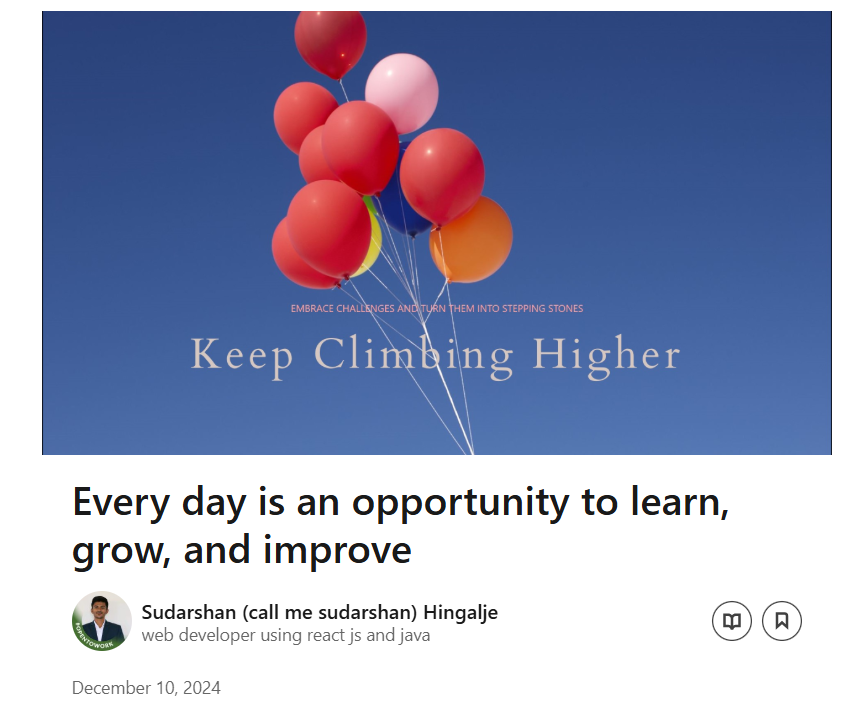 EMBRACE CHALLENGES AND TURN THEM INTO STEPPING STONES
Keep Climbing Higher
Every day is an opportunity to learn,
grow, and improve
#OPENTOWORK
Sudarshan (call me sudarshan) Hingalje
web developer using react js and java
December 10, 2024